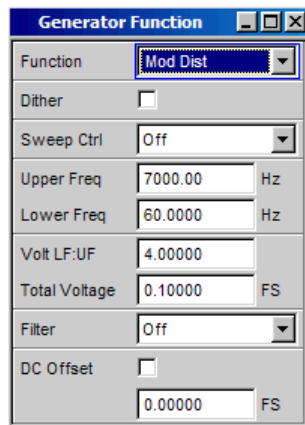 Generator Function
Function Mod Dist
Dither
Sweep Ctrl Off
Upper Freq 7000.00 Hz
Lower Freq 60.0000 Hz
Volt LF:UF 4.00000
Total Voltage 0.10000 FS
Filter Off
DC Offset
0.00000 FS